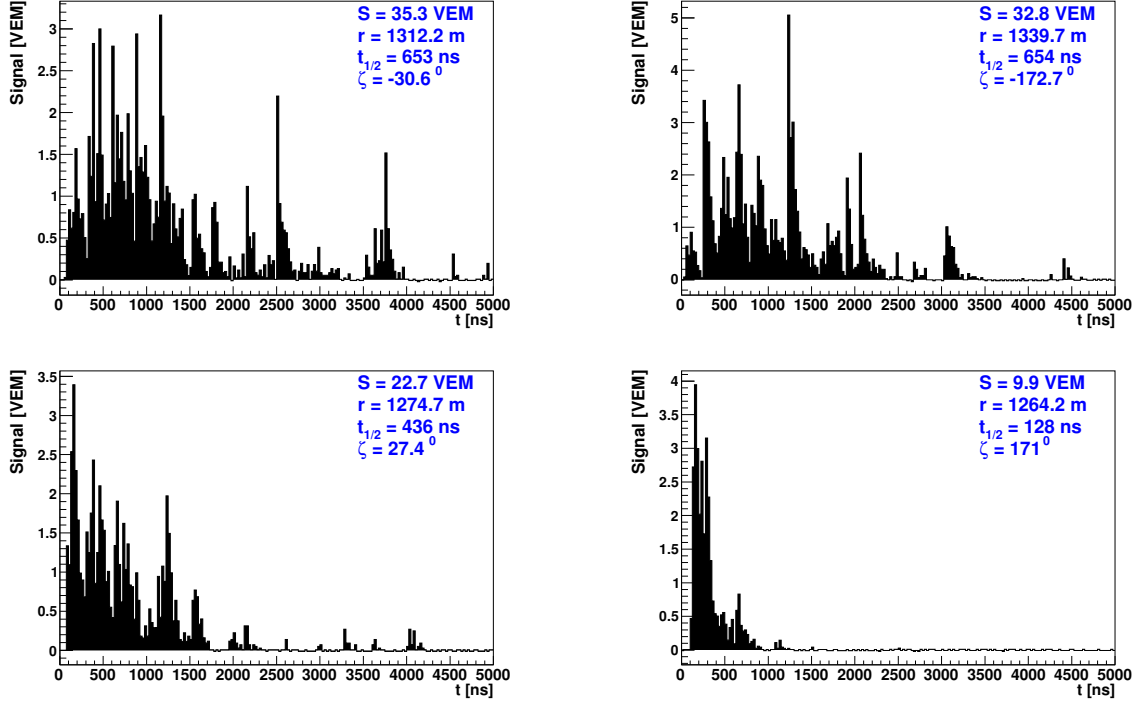 Signal [VEM]
3
2.5
2
1.5
1
0.5
0
S = 35.3 VEM
r = 1312.2 m
t1/2 = 653 ns
ζ = -30.6 0
0 500 1000 1500 2000 2500 3000 3500 4000 4500 5000
t [ns]
Signal [VEM]
5
4
3
2
1
0
S = 32.8 VEM
r = 1339.7 m
t1/2 = 654 ns
ζ = -172.7 0
0 500 1000 1500 2000 2500 3000 3500 4000 4500 5000
t [ns]
Signal [VEM]
3.5
3
2.5
2
1.5
1
0.5
0
S = 22.7 VEM
r = 1274.7 m
t1/2 = 436 ns
ζ = 27.4 0
0 500 1000 1500 2000 2500 3000 3500 4000 4500 5000
t [ns]
Signal [VEM]
4
3.5
3
2.5
2
1.5
1
0.5
0
S = 9.9 VEM
r = 1264.2 m
t1/2 = 128 ns
ζ = 171 0
0 500 1000 1500 2000 2500 3000 3500 4000 4500 5000
t [ns]